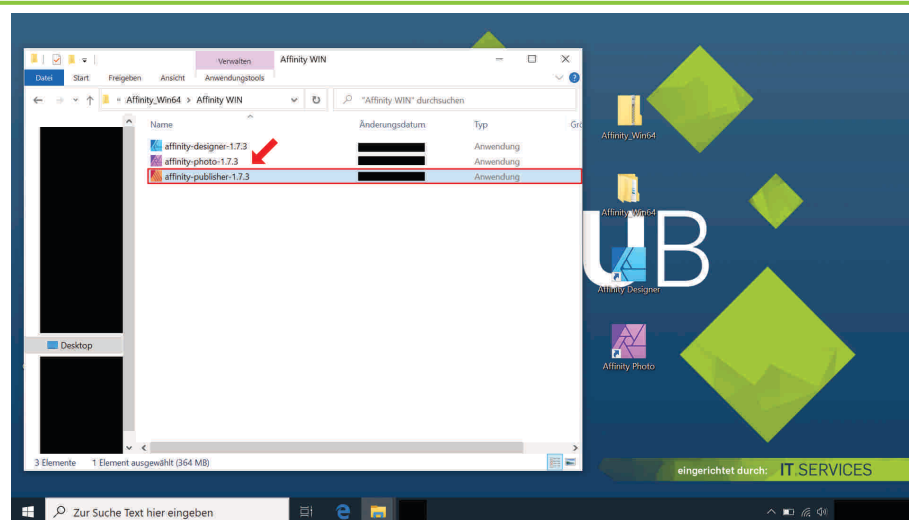 Verwalten
Affinity WIN
Datei Start Freigeben Ansicht Anwendungstools
« Affinity_Win64 > Affinity WIN
"Affinity WIN" durchsuchen
Name Änderungsdatum Typ Grö
affinity-designer-1.7.3 Anwendung
affinity-photo-1.7.3 Anwendung
affinity-publisher-1.7.3 Anwendung
Desktop
3 Elemente 1 Element ausgewählt (364 MB)
Affinity_Win64
Affinity_Win64
UB
Affinity Designer
Affinity Photo
eingerichtet durch: IT.SERVICES
Zur Suche Text hier eingeben